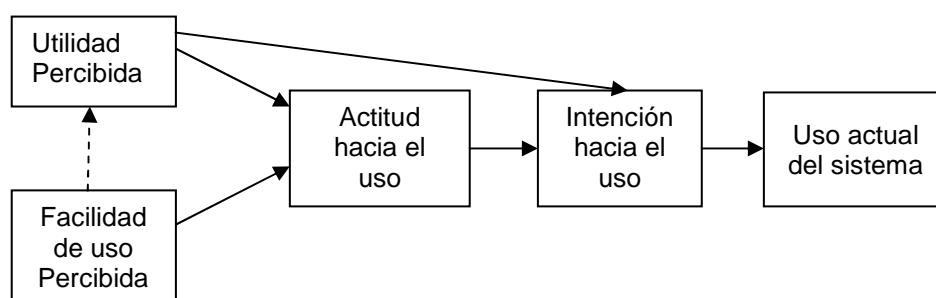 Utilidad
Percibida
Facilidad
de uso
Percibida
Actitud
hacia el
uso
Intención
hacia el
uso
Uso actual
del sistema